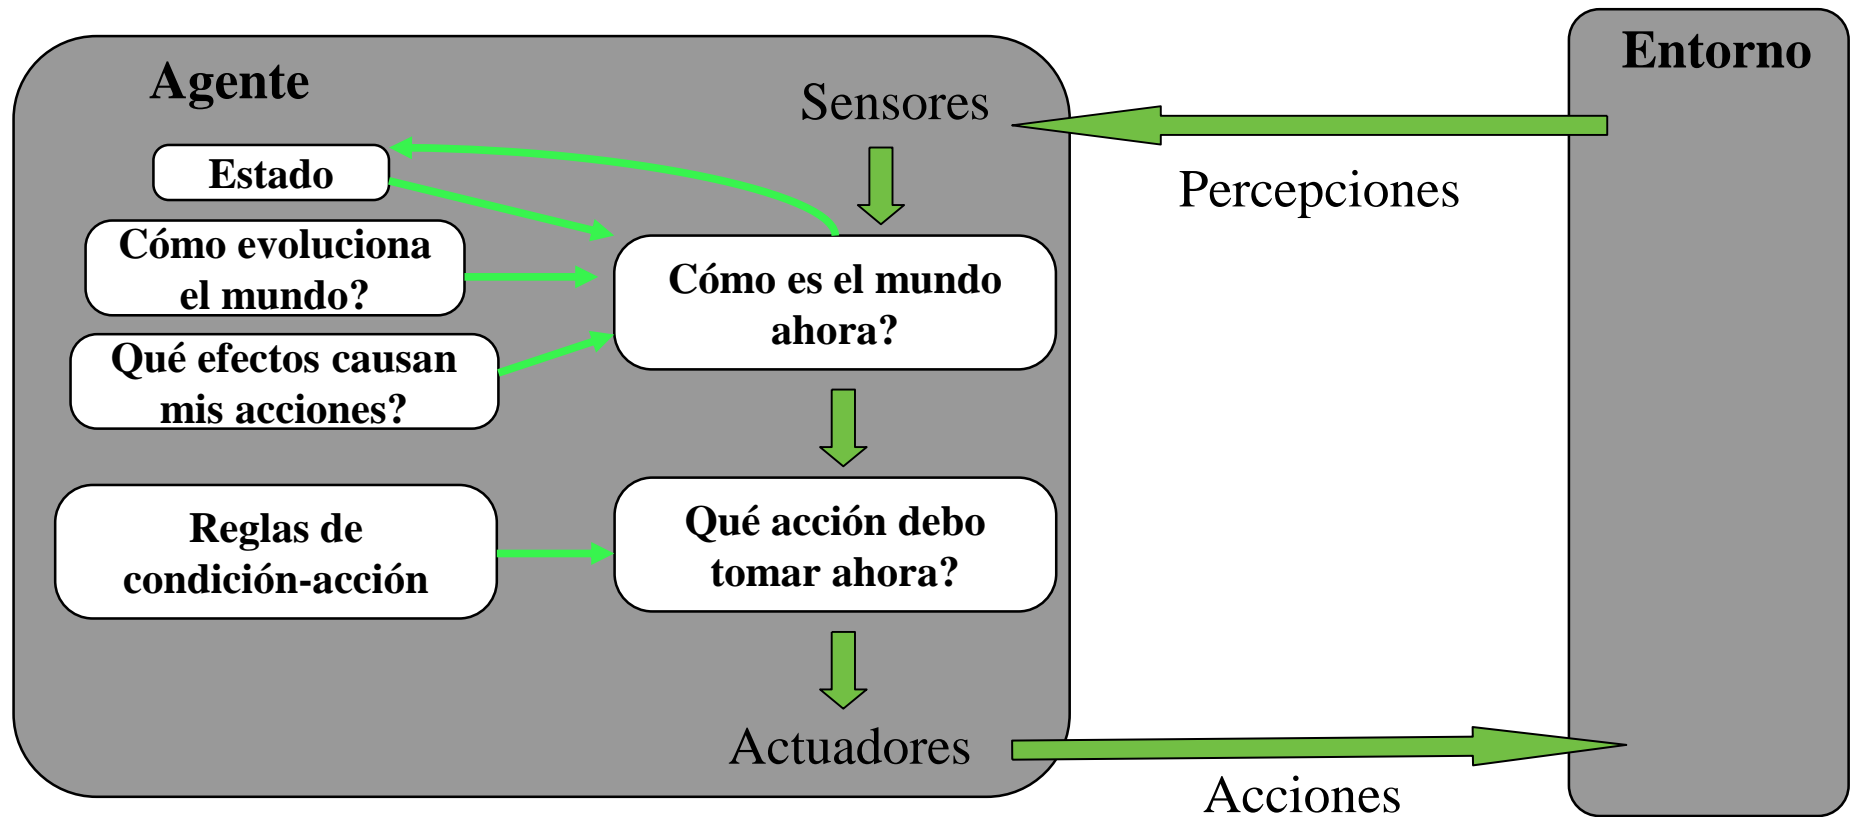 Agente
Entorno
Sensores
Percepciones
Estado
Cómo evoluciona
el mundo?
Cómo es el mundo
ahora?
Qué efectos causan
mis acciones?
Reglas de
condición-acción
Qué acción debo
tomar ahora?
Actuadores
Acciones